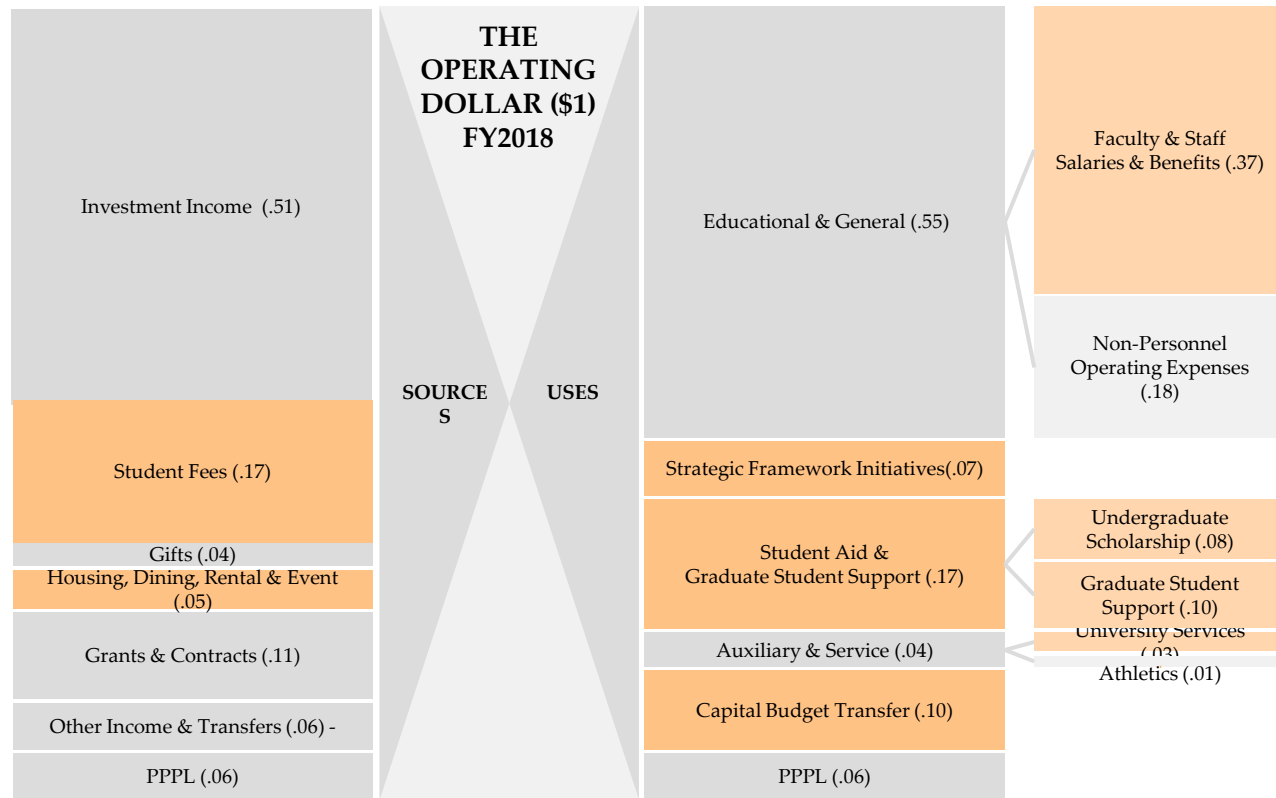 THE
OPERATING
DOLLAR ($1)
FY2018
SOURCE
S
USES
Investment Income (.51)
Student Fees (.17)
Gifts (.04)
Housing, Dining, Rental & Event
(.05)
Grants & Contracts (.11)
Other Income & Transfers (.06) -
PPPL (.06)
Educational & General (.55)
Strategic Framework Initiatives(.07)
Student Aid &
Graduate Student Support (.17)
Auxiliary & Service (.04)
Capital Budget Transfer (.10)
PPPL (.06)
Faculty & Staff
Salaries & Benefits (.37)
Non-Personnel
Operating Expenses
(.18)
Undergraduate
Scholarship (.08)
Graduate Student
Support (.10)
University Services
(.03)
Athletics (.01)